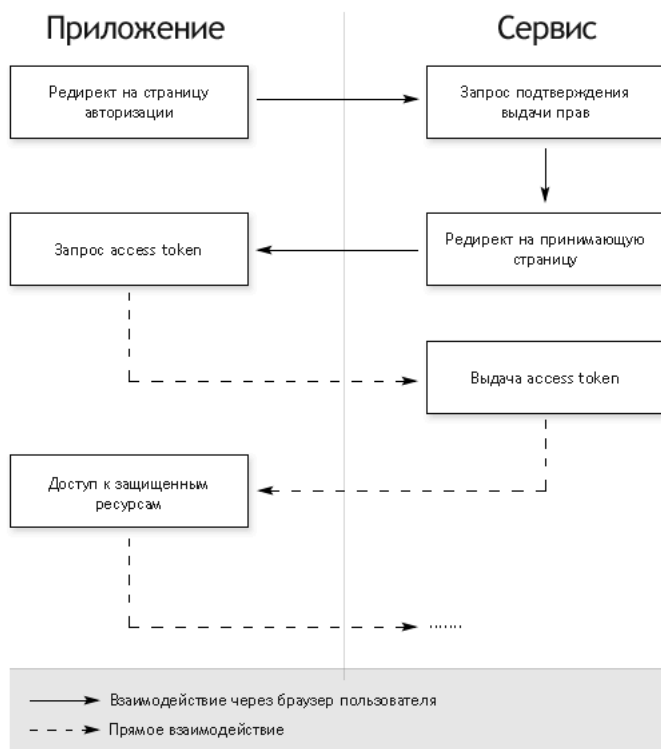 Приложение
Сервис
Редирект на страницу
авторизации
Запрос подтверждения
выдачи прав
Запрос access token
Редирект на принимающую
страницу
Выдача access token
Доступ к защищенным
ресурсам
.......
Взаимодействие через браузер пользователя
Прямое взаимодействие